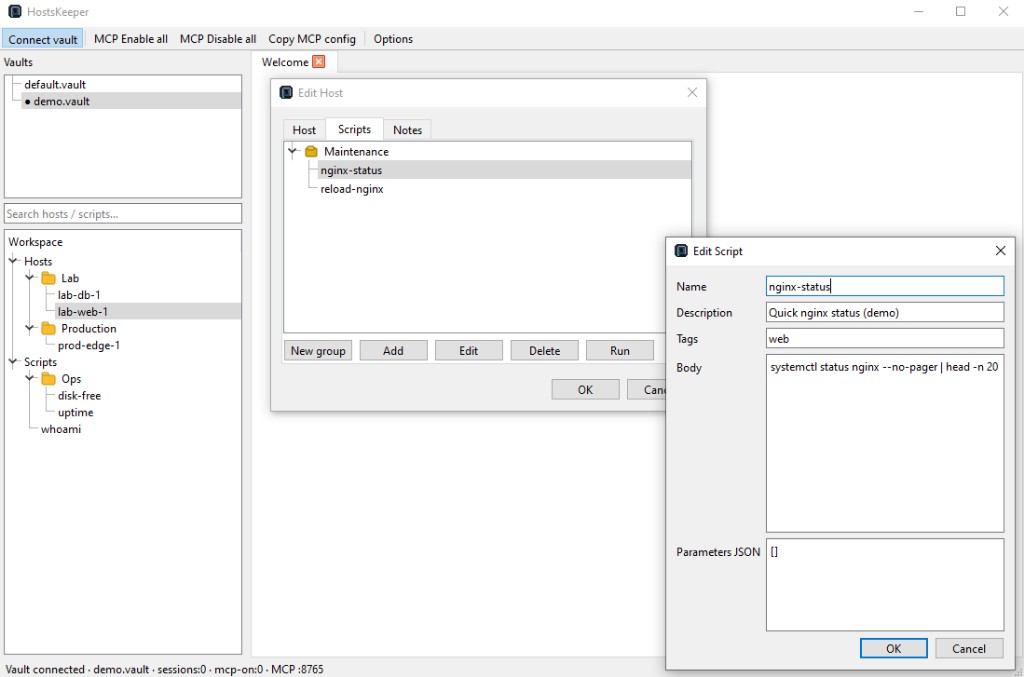 HostsKeeper
Connect vault MCP Enable all MCP Disable all Copy MCP config Options
Vaults
default.vault
● demo.vault
Search hosts / scripts...
Workspace
Hosts
Lab
lab-db-1
lab-web-1
Production
prod-edge-1
Scripts
Ops
disk-free
uptime
whoami
Welcome
Edit Host
Host Scripts Notes
Maintenance
nginx-status
reload-nginx
New group Add Edit Delete Run
OK Canc
Edit Script
Name nginx-status
Description Quick nginx status (demo)
Tags web
Body systemctl status nginx --no-pager | head -n 20
Parameters JSON []
OK Cancel
Vault connected · demo.vault · sessions:0 · mcp-on:0 · MCP :8765